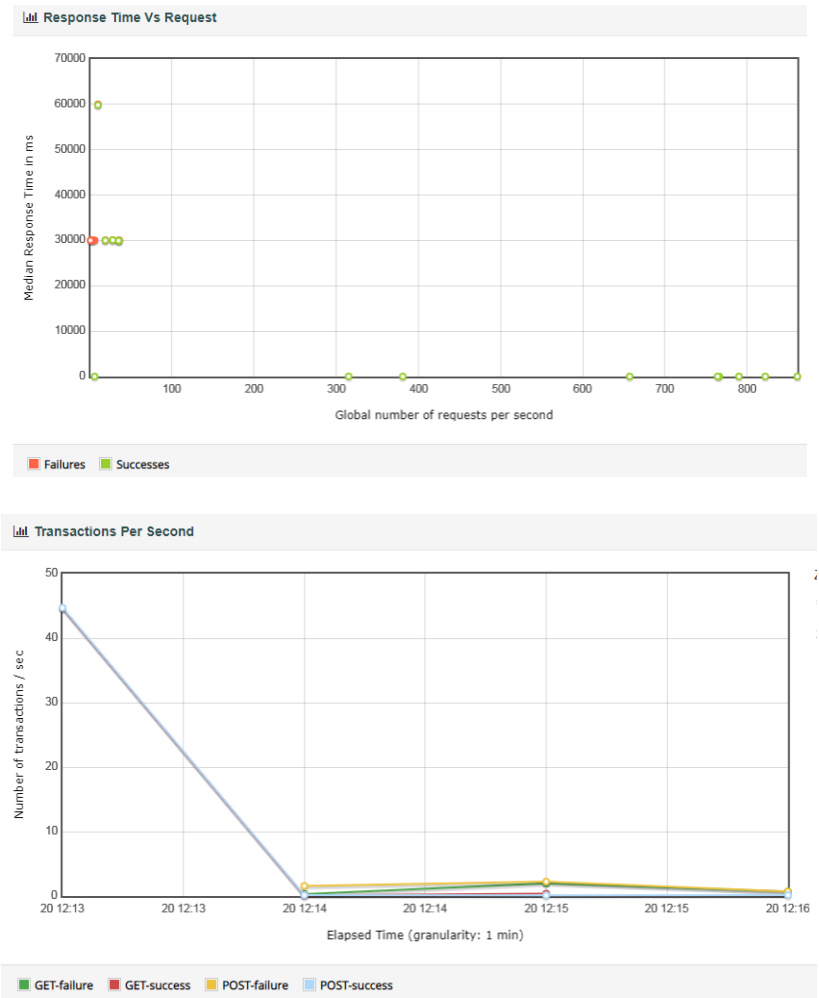 Response Time Vs Request
70000
60000
50000
40000
30000
20000
10000
0
Median Response Time in ms
100 200 300 400 500 600 700 800
Global number of requests per second
Failures Successes
Transactions Per Second
50
40
30
20
10
0
Number of transactions / sec
20 12:13 20 12:13 20 12:14 20 12:14 20 12:15 20 12:15 20 12:16
Elapsed Time (granularity: 1 min)
GET-failure GET-success POST-failure POST-success